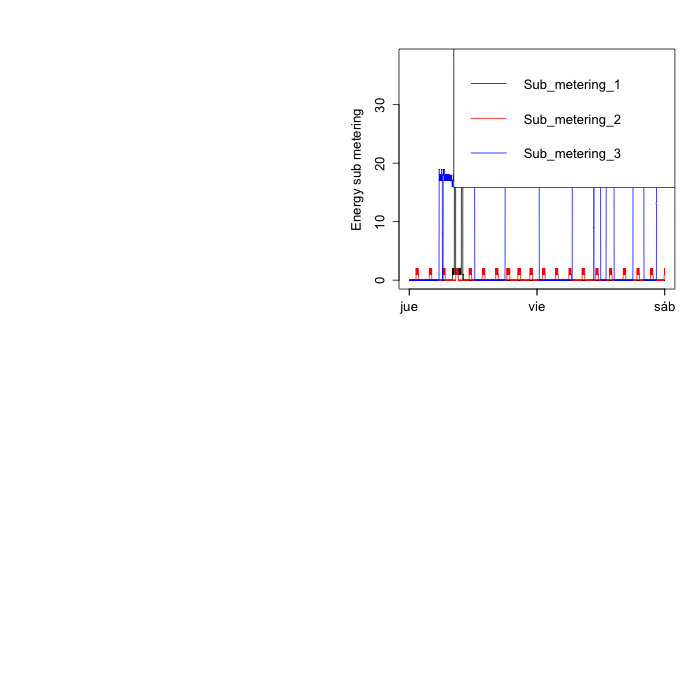 Energy sub metering
30
20
10
0
Sub_metering_1
Sub_metering_2
Sub_metering_3
jue vie sáb